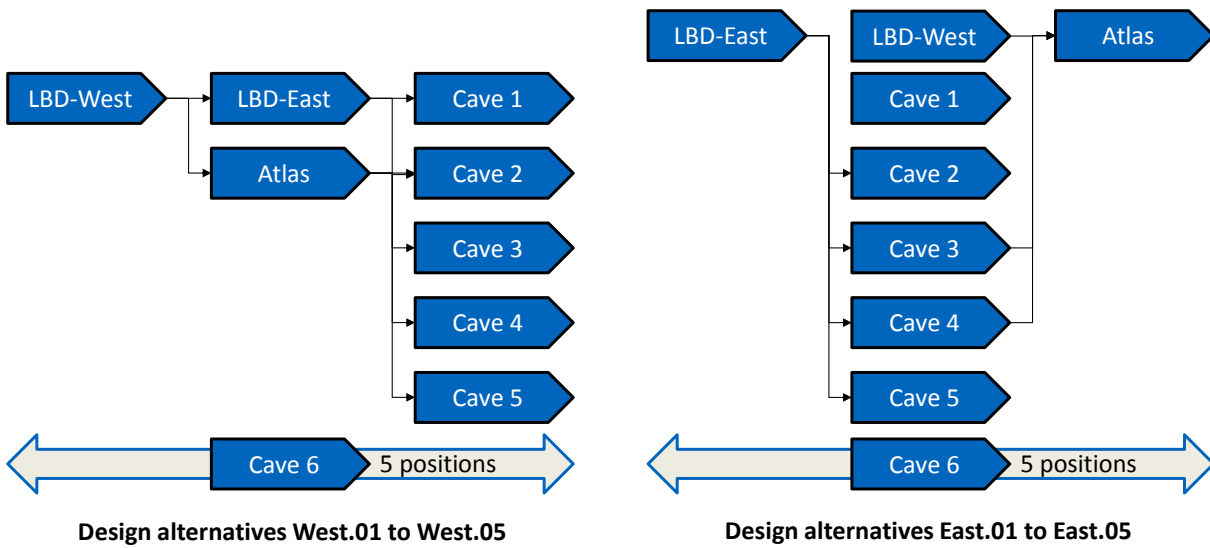 LBD-West
LBD-East
Cave 1
Atlas
Cave 2
Cave 3
Cave 4
Cave 5
Cave 6
5 positions
Design alternatives West.01 to West.05
LBD-East
LBD-West
Atlas
Cave 1
Cave 2
Cave 3
Cave 4
Cave 5
Cave 6
5 positions
Design alternatives East.01 to East.05